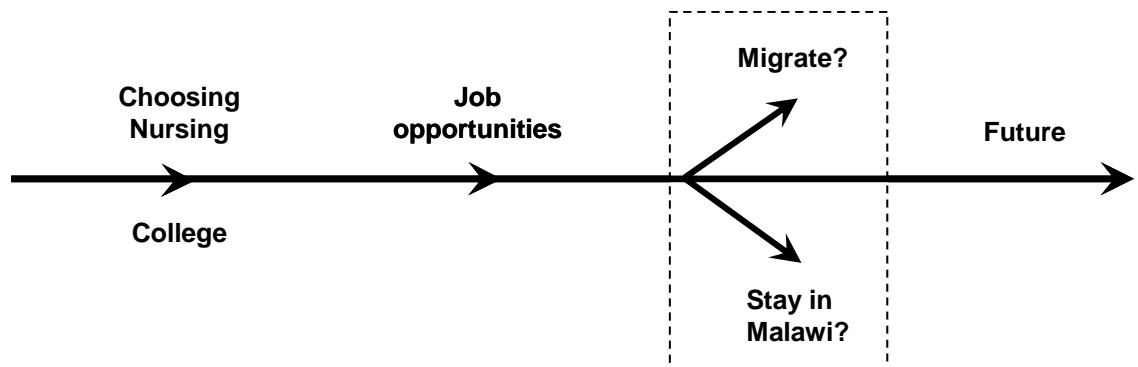 Choosing
Nursing
College
Job
opportunities
Migrate?
Stay in
Malawi?
Future